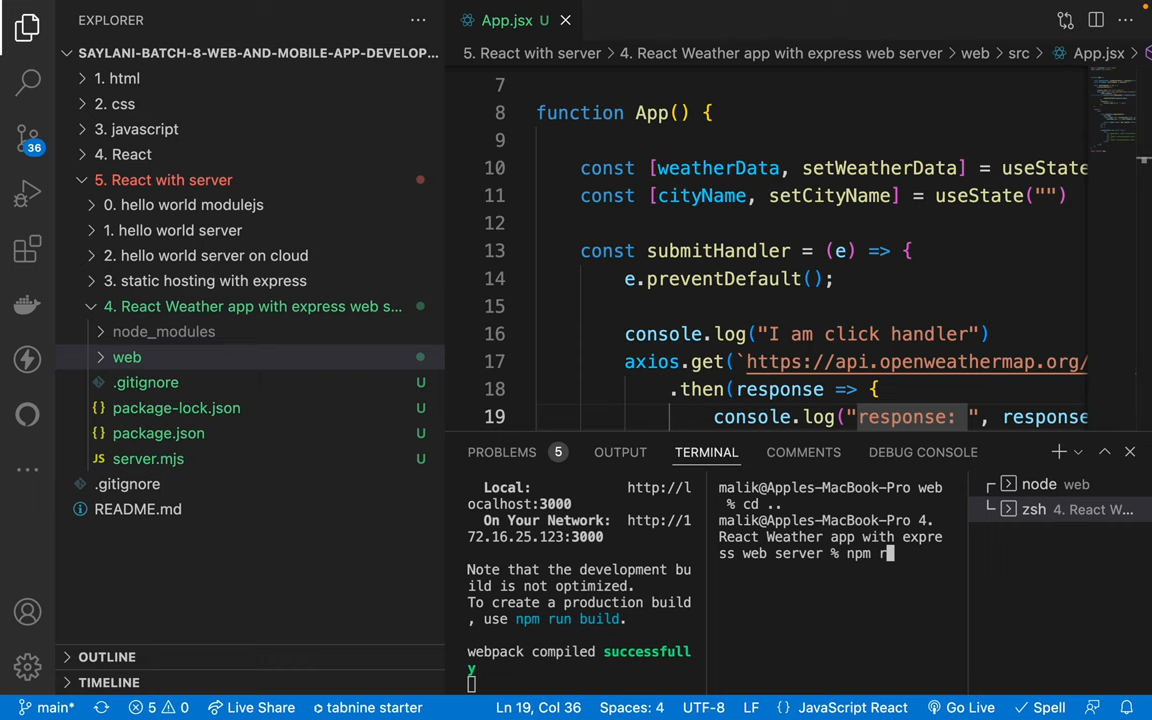 EXPLORER
SAYLANI-BATCH-8-WEB-AND-MOBILE-APP-DEVELOP...
1. html
2. css
3. javascript
4. React
5. React with server
0. hello world modulejs
1. hello world server
2. hello world server on cloud
3. static hosting with express
4. React Weather app with express web s...
node_modules
web
.gitignore U
{} package-lock.json U
{} package.json U
JS server.mjs U
.gitignore
README.md
OUTLINE
TIMELINE
36
App.jsx U
5. React with server > 4. React Weather app with express web server > web > src > App.jsx
7
8 function App() {
9
10 const [weatherData, setWeatherData] = useState
11 const [cityName, setCityName] = useState("")
12
13 const submitHandler = (e) => {
14 e.preventDefault();
15
16 console.log("I am click handler")
17 axios.get(`https://api.openweathermap.org/
18 .then(response => {
19 console.log("response: ", response
PROBLEMS 5 OUTPUT TERMINAL COMMENTS DEBUG CONSOLE
Local: http://l
ocalhost:3000
On Your Network: http://1
72.16.25.123:3000
Note that the development bu
ild is not optimized.
To create a production build
, use npm run build.
webpack compiled successfull
y
malik@Apples-MacBook-Pro web
% cd ..
malik@Apples-MacBook-Pro 4.
React Weather app with expre
ss web server % npm r
node web
zsh 4. React W...
main* 5 0 Live Share tabnine starter Ln 19, Col 36 Spaces: 4 UTF-8 LF {} JavaScript React Go Live Spell